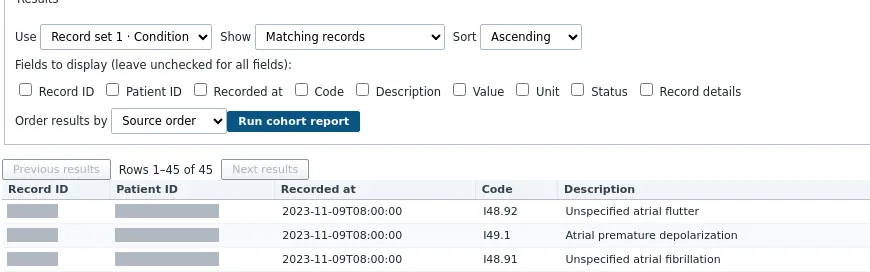 Results
Use Record set 1 · Condition Show Matching records Sort Ascending
Fields to display (leave unchecked for all fields):
Record ID Patient ID Recorded at Code Description Value Unit Status Record details
Order results by Source order Run cohort report
Previous results Rows 1–45 of 45 Next results
Record ID Patient ID Recorded at Code Description
2023-11-09T08:00:00 I48.92 Unspecified atrial flutter
2023-11-09T08:00:00 I49.1 Atrial premature depolarization
2023-11-09T08:00:00 I48.91 Unspecified atrial fibrillation